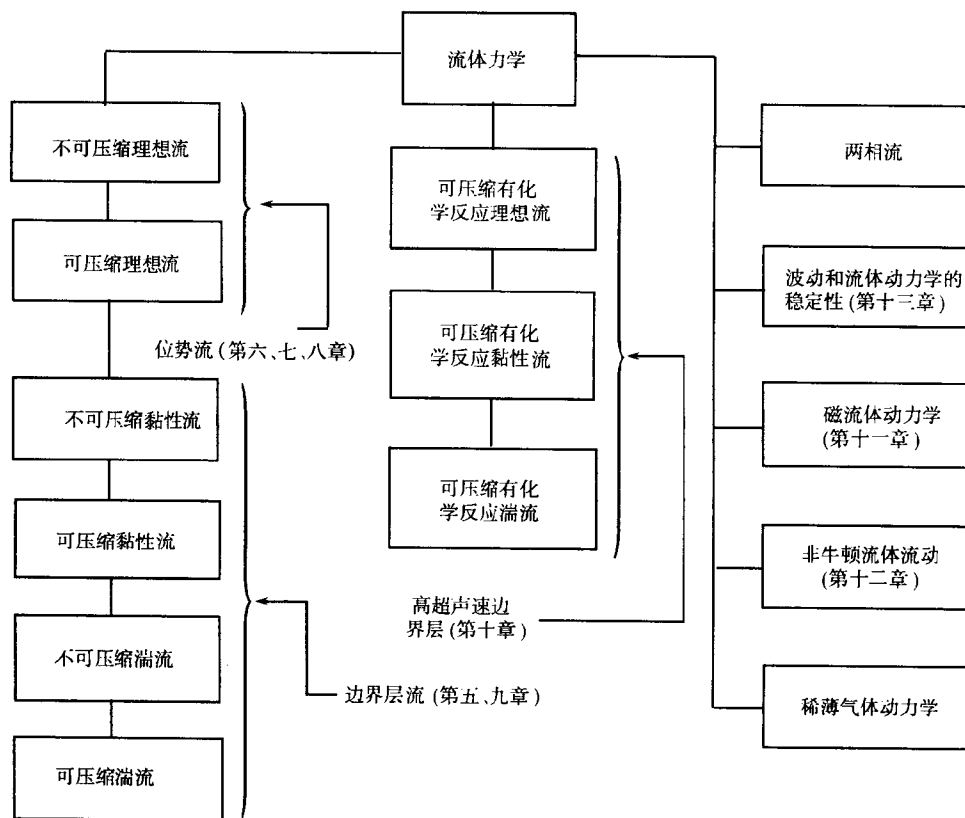 流体力学
不可压缩理想流
可压缩理想流
位势流(第六、七、八章)
不可压缩黏性流
可压缩黏性流
不可压缩湍流
可压缩湍流
边界层流(第五、九章)
可压缩有化
学反应理想流
可压缩有化
学反应黏性流
可压缩有化
学反应湍流
高超声速边
界层(第十章)
两相流
波动和流体动力学的
稳定性(第十三章)
磁流体动力学
(第十一章)
非牛顿流体流动
(第十二章)
稀薄气体动力学